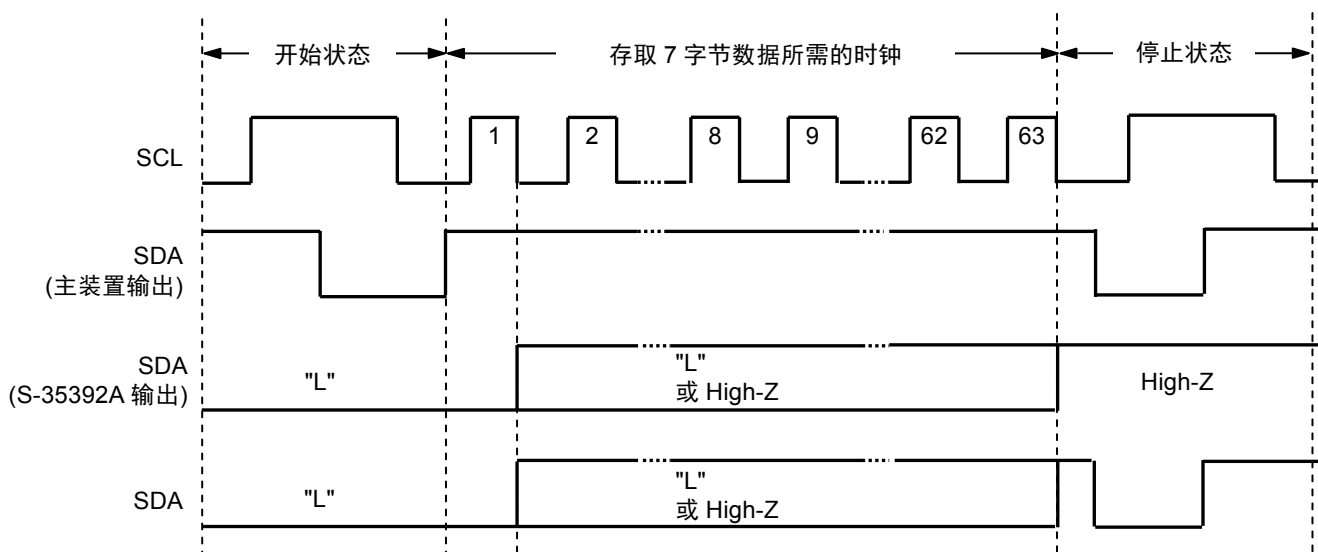 开始状态
存取 7 字节数据所需的时钟
停止状态
SCL
1
2
8
9
62
63
SDA
(主装置输出)
SDA
(S-35392A 输出)
"L"
"L"
或 High-Z
High-Z
SDA
"L"
"L"
或 High-Z